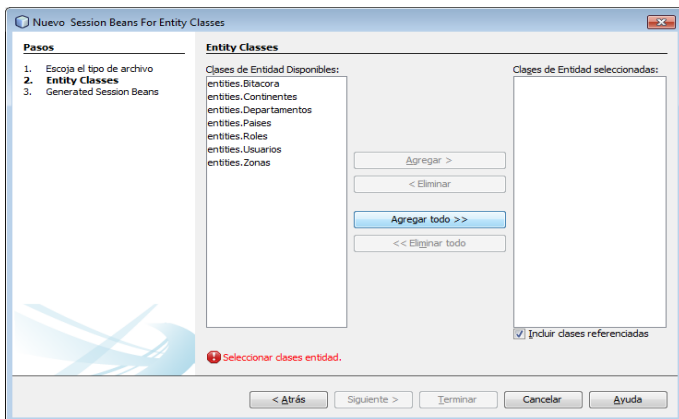 Nuevo Session Beans For Entity Classes
Pasos
1. Escoja el tipo de archivo
2. Entity Classes
3. Generated Session Beans
Entity Classes
Clases de Entidad Disponibles:
entities.Bitacora
entities.Continentes
entities.Departamentos
entities.Paises
entities.Roles
entities.Usuarios
entities.Zonas
Agregar >
< Eliminar
Agregar todo >>
<< Eliminar todo
Clases de Entidad seleccionadas:
Incluir clases referenciadas
Seleccionar clases entidad.
< Atrás
Siguiente >
Terminar
Cancelar
Ayuda